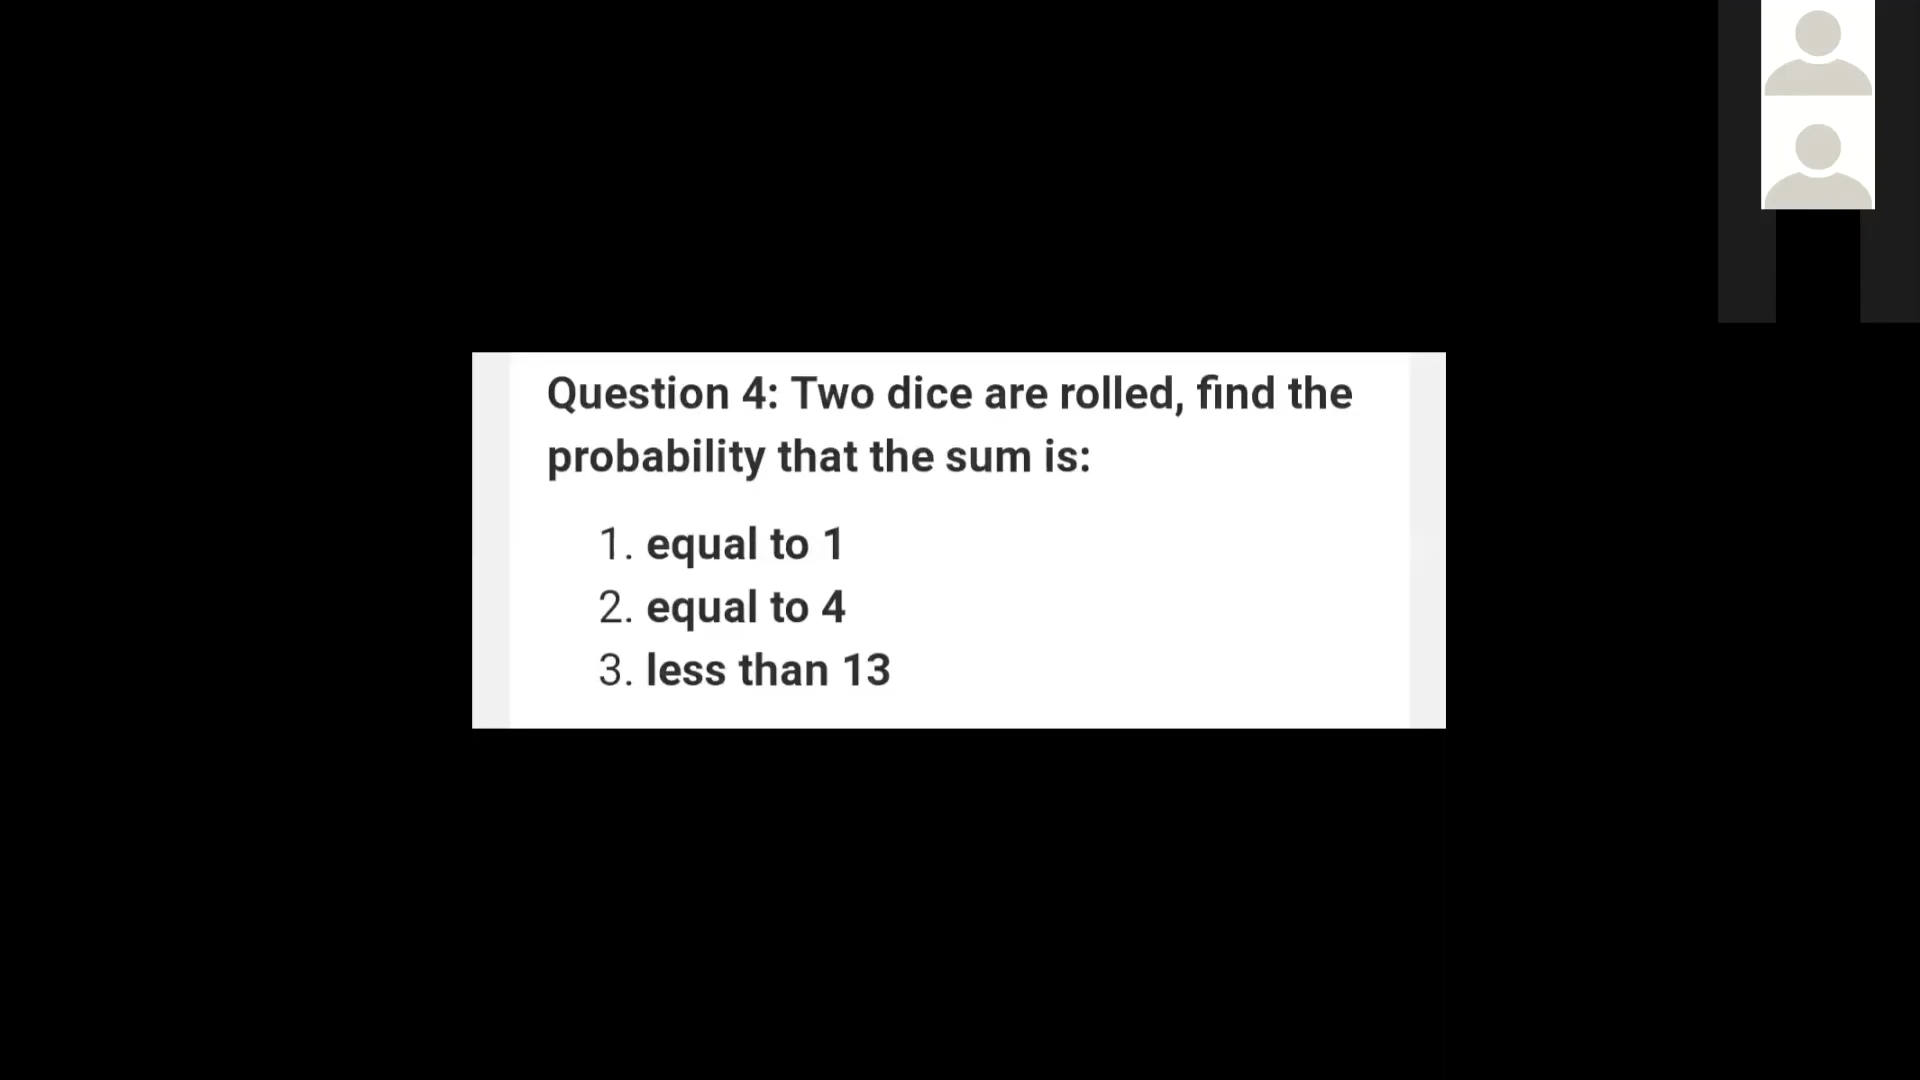 Question 4: Two dice are rolled, find the
probability that the sum is:
1. equal to 1
2. equal to 4
3. less than 13